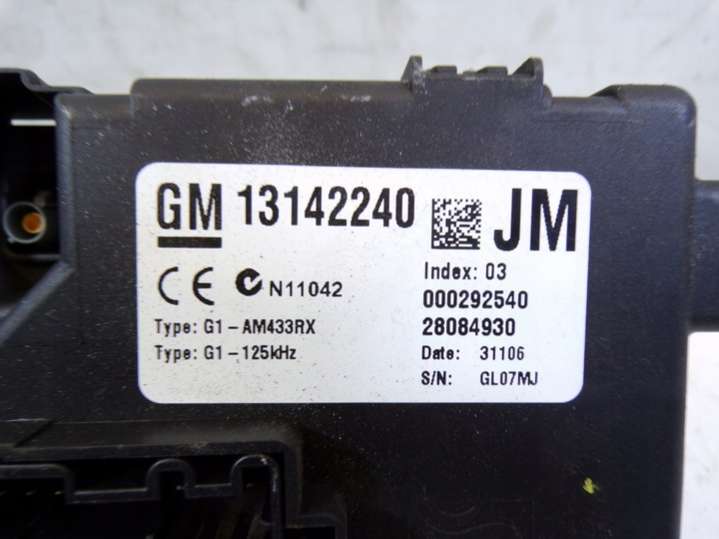 GM 13142240 JM
CE N11042
Type: G1-AM433RX
Type: G1-125kHz
Index: 03
000292540
28084930
Date: 31106
S/N: GL07MJ